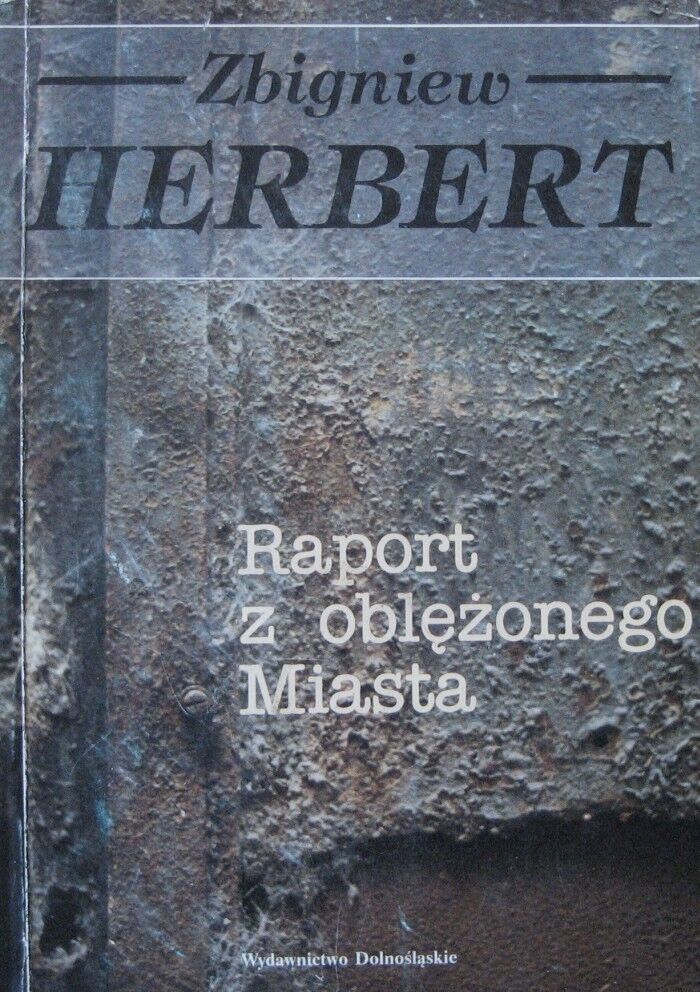 Zbigniew
HERBERT
Raport
z oblężonego
Miasta
Wydawnictwo Dolnośląskie